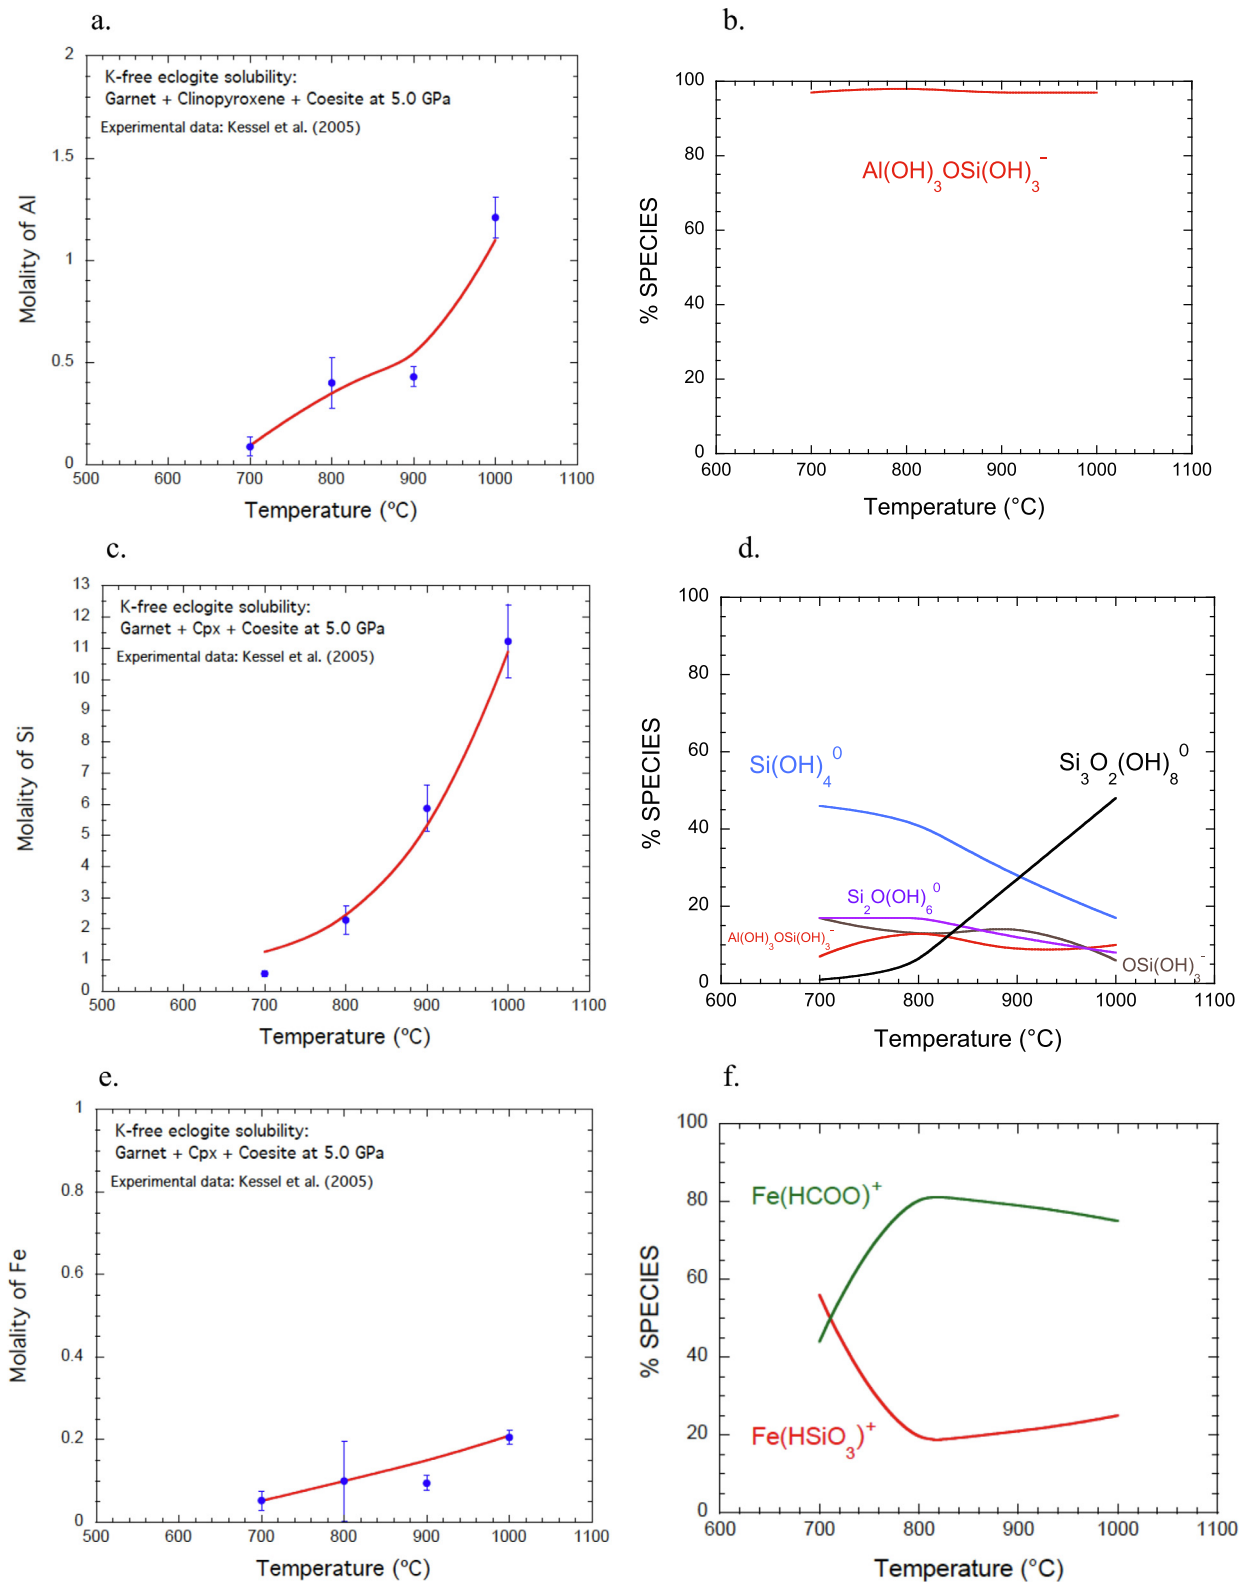 a.
K-free eclogite solubility:
Garnet + Clinopyroxene + Coesite at 5.0 GPa
Experimental data: Kessel et al. (2005)
Molality of Al
2
1.5
1
0.5
0
500 600 700 800 900 1000 1100
Temperature (ºC)
b.
% SPECIES
100
80
60
40
20
0
Al(OH)₃OSi(OH)₃⁻
600 700 800 900 1000 1100
Temperature (°C)
c.
K-free eclogite solubility:
Garnet + Cpx + Coesite at 5.0 GPa
Experimental data: Kessel et al. (2005)
Molality of Si
13
12
11
10
9
8
7
6
5
4
3
2
1
0
500 600 700 800 900 1000 1100
Temperature (ºC)
d.
% SPECIES
100
80
60
40
20
0
Si(OH)₄⁰
Si₃O₂(OH)₈⁰
Si₂O(OH)₆⁰
Al(OH)₃OSi(OH)₃⁻
OSi(OH)₃⁻
600 700 800 900 1000 1100
Temperature (°C)
e.
K-free eclogite solubility:
Garnet + Cpx + Coesite at 5.0 GPa
Experimental data: Kessel et al. (2005)
Molality of Fe
1
0.8
0.6
0.4
0.2
0
500 600 700 800 900 1000 1100
Temperature (ºC)
f.
% SPECIES
100
80
60
40
20
0
Fe(HCOO)⁺
Fe(HSiO₃)⁺
600 700 800 900 1000 1100
Temperature (°C)